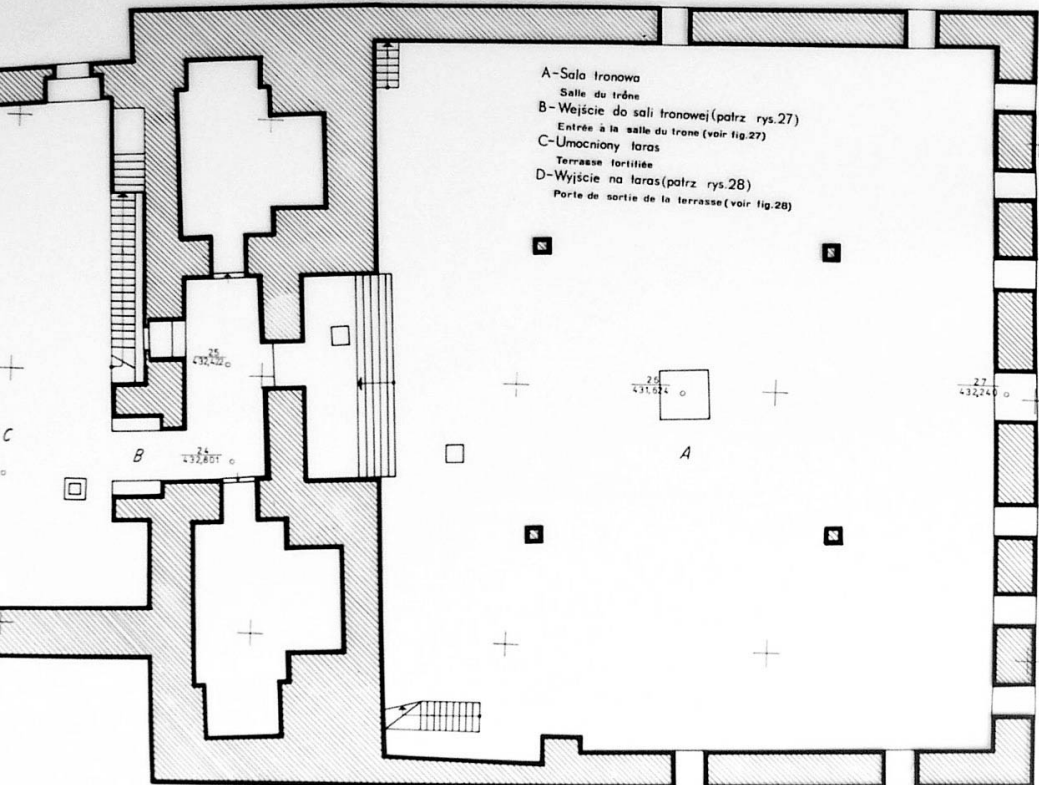 A-Sala tronowa
Salle du trône
B-Wejście do sali tronowej (patrz rys.27)
Entrée à la salle du trone (voir fig.27)
C-Umocniony taras
Terrasse fortifiée
D-Wyjście na taras (patrz rys.28)
Porte de sortie de la terrasse (voir fig.28)
25
432,422
26
431,624
27
432,240
C
B
24
432,801
A